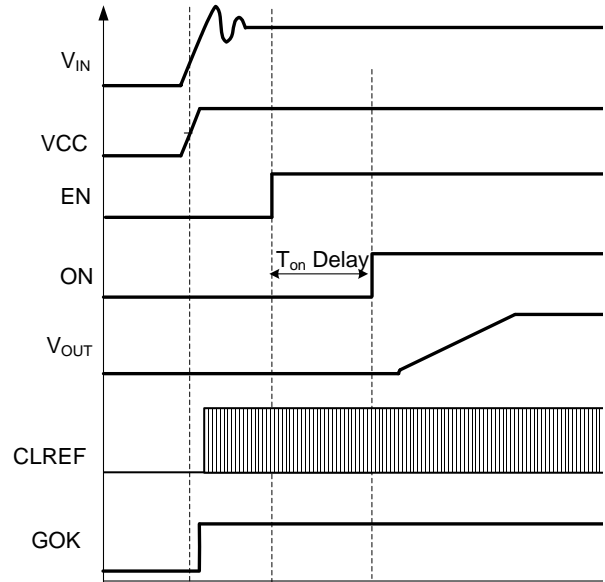 V_IN
VCC
EN
T_on Delay
ON
V_OUT
CLREF
GOK